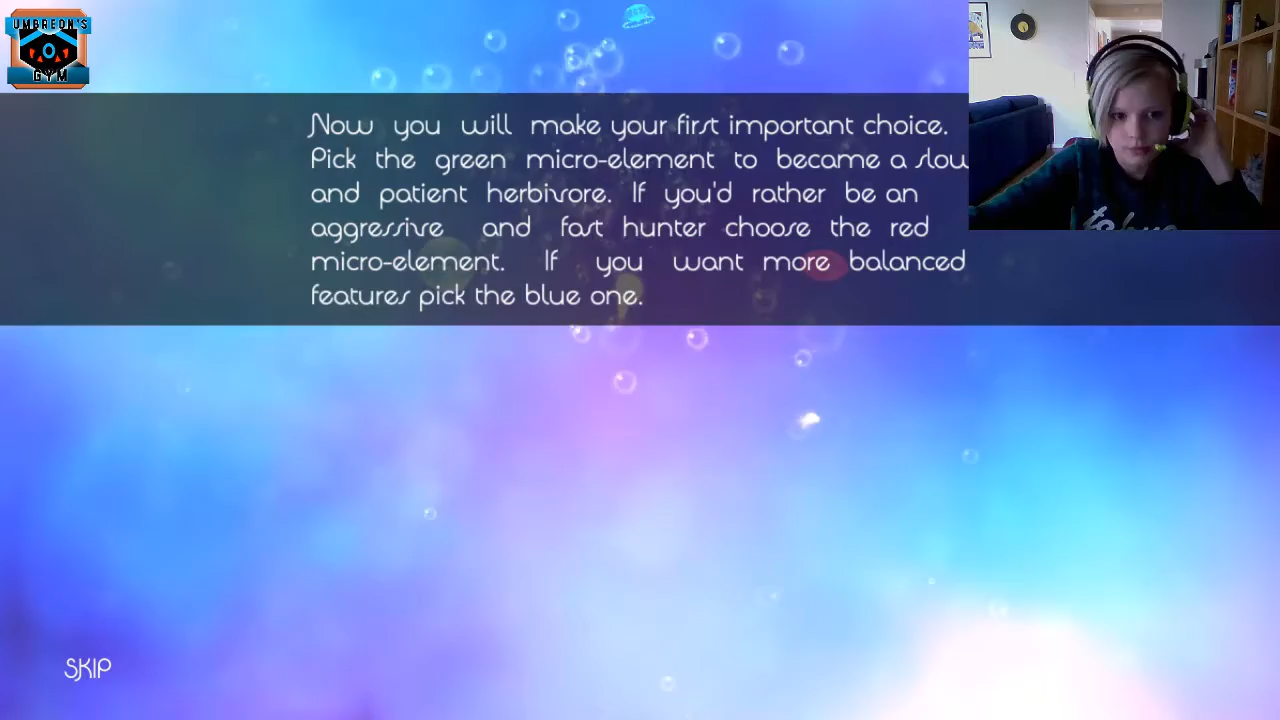 UMBREON'S
GYM
Now you will make your first important choice.
Pick the green micro-element to became a slow
and patient herbivore. If you'd rather be an
aggressive and fast hunter choose the red
micro-element. If you want more balanced
features pick the blue one.
SKIP